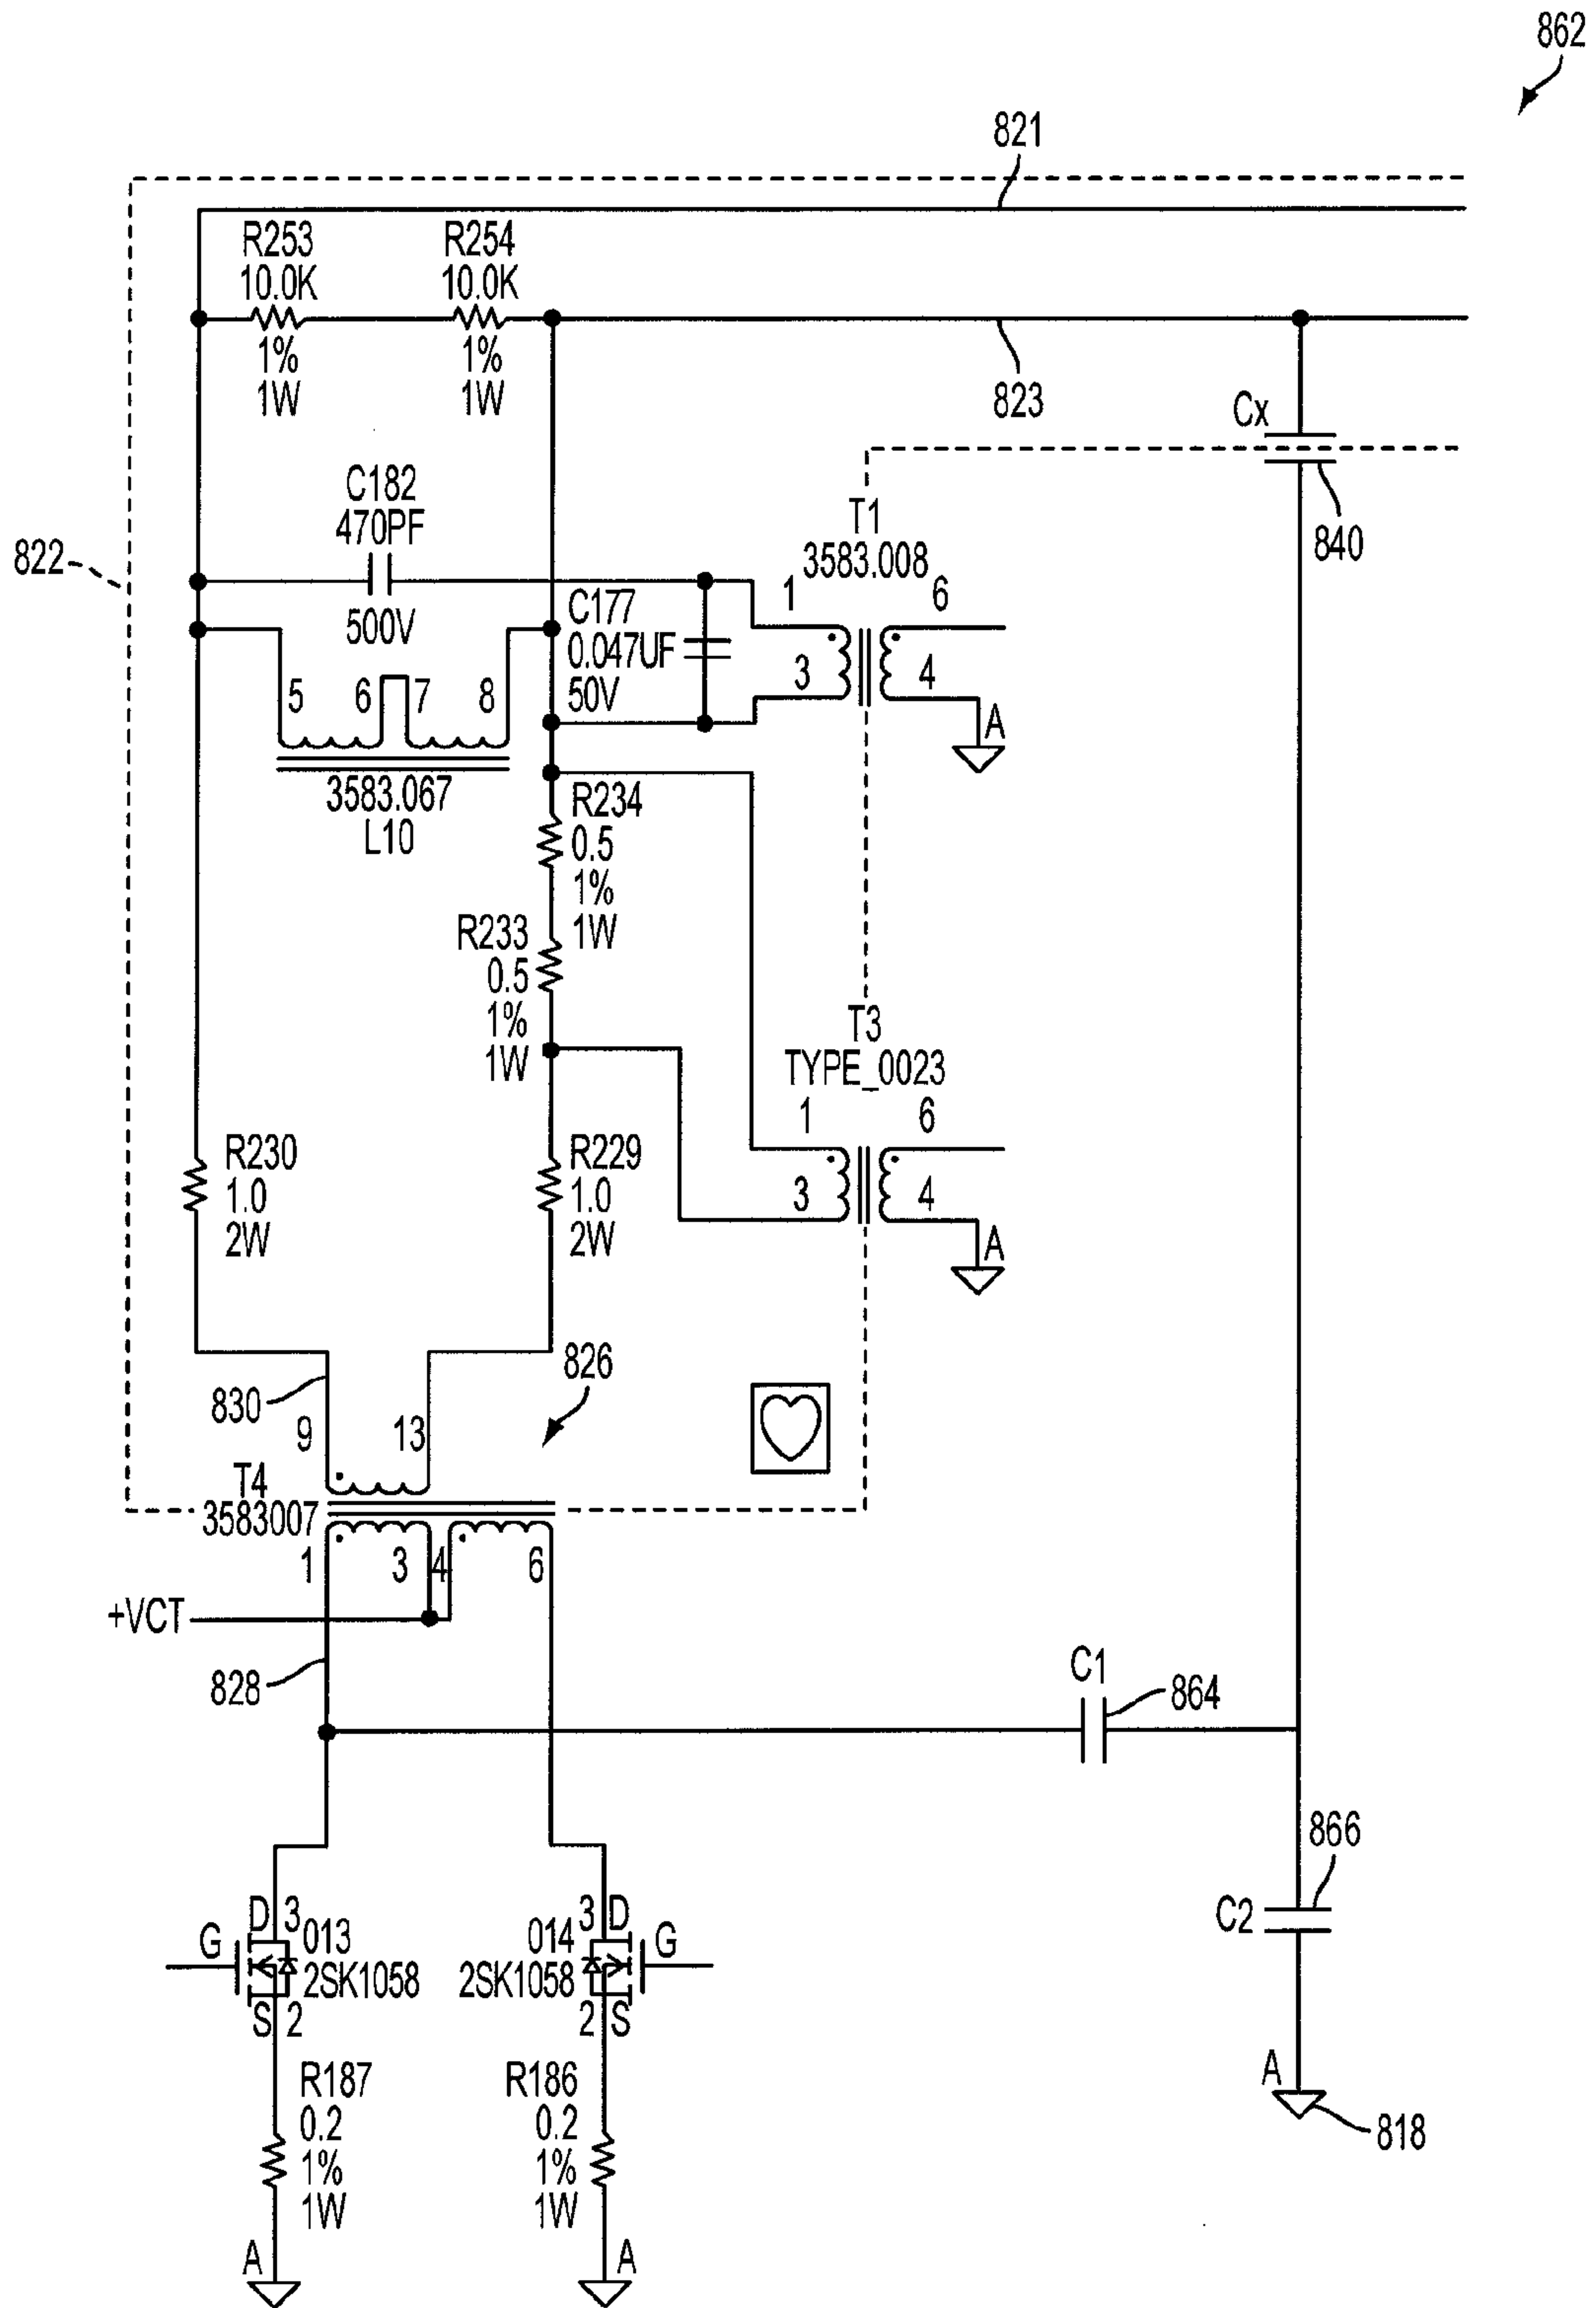 862
821
R253
10.0K
1%
1W
R254
10.0K
1%
1W
823
Cx
840
822
C182
470PF
500V
C177
0.047UF
50V
T1
3583.008
1
6
3
4
A
5
6
7
8
3583.067
L10
R234
0.5
1%
1W
R233
0.5
1%
1W
T3
TYPE_0023
1
6
3
4
A
R230
1.0
2W
R229
1.0
2W
830
826
9
13
T4
3583007
1
3
4
6
+VCT
828
C1
864
866
C2
G
D
3
013
2SK1058
S
2
3
D
014
2SK1058
G
2
S
R187
0.2
1%
1W
R186
0.2
1%
1W
A
A
A
818